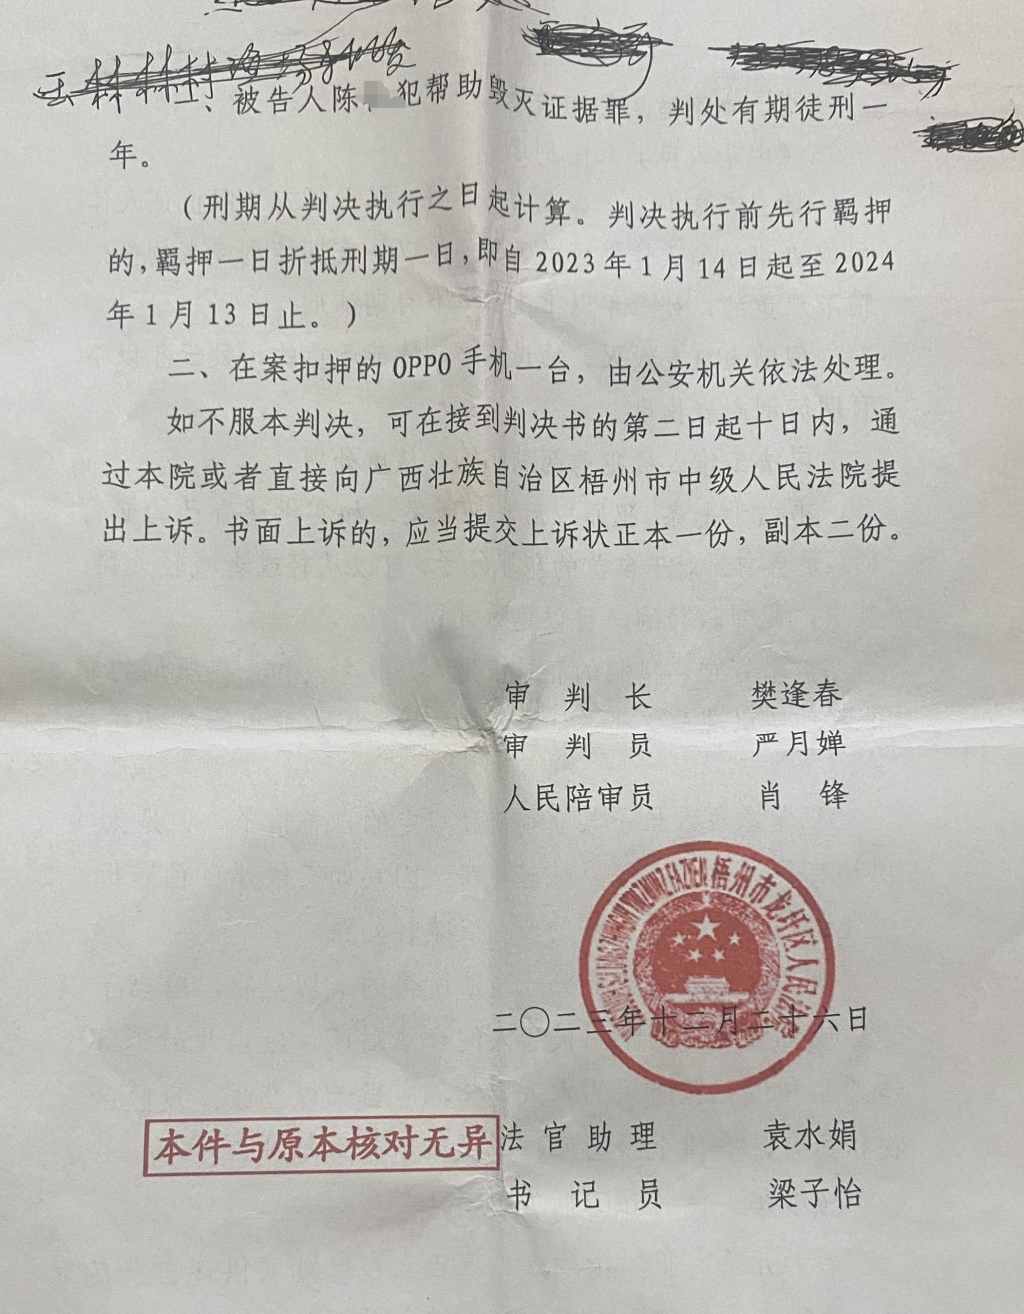 一、被告人陈 犯帮助毁灭证据罪，判处有期徒刑一
年。
（刑期从判决执行之日起计算。判决执行前先行羁押
的，羁押一日折抵刑期一日，即自2023年1月14日起至2024
年1月13日止。）
二、在案扣押的OPPO手机一台，由公安机关依法处理。
如不服本判决，可在接到判决书的第二日起十日内，通
过本院或者直接向广西壮族自治区梧州市中级人民法院提
出上诉。书面上诉的，应当提交上诉状正本一份，副本二份。
审 判 长 樊逢春
审 判 员 严月婵
人民陪审员 肖 锋
梧州市龙圩区人民法院
二〇二三年十二月二十六日
本件与原本核对无异
法 官 助 理 袁水娟
书 记 员 梁子怡